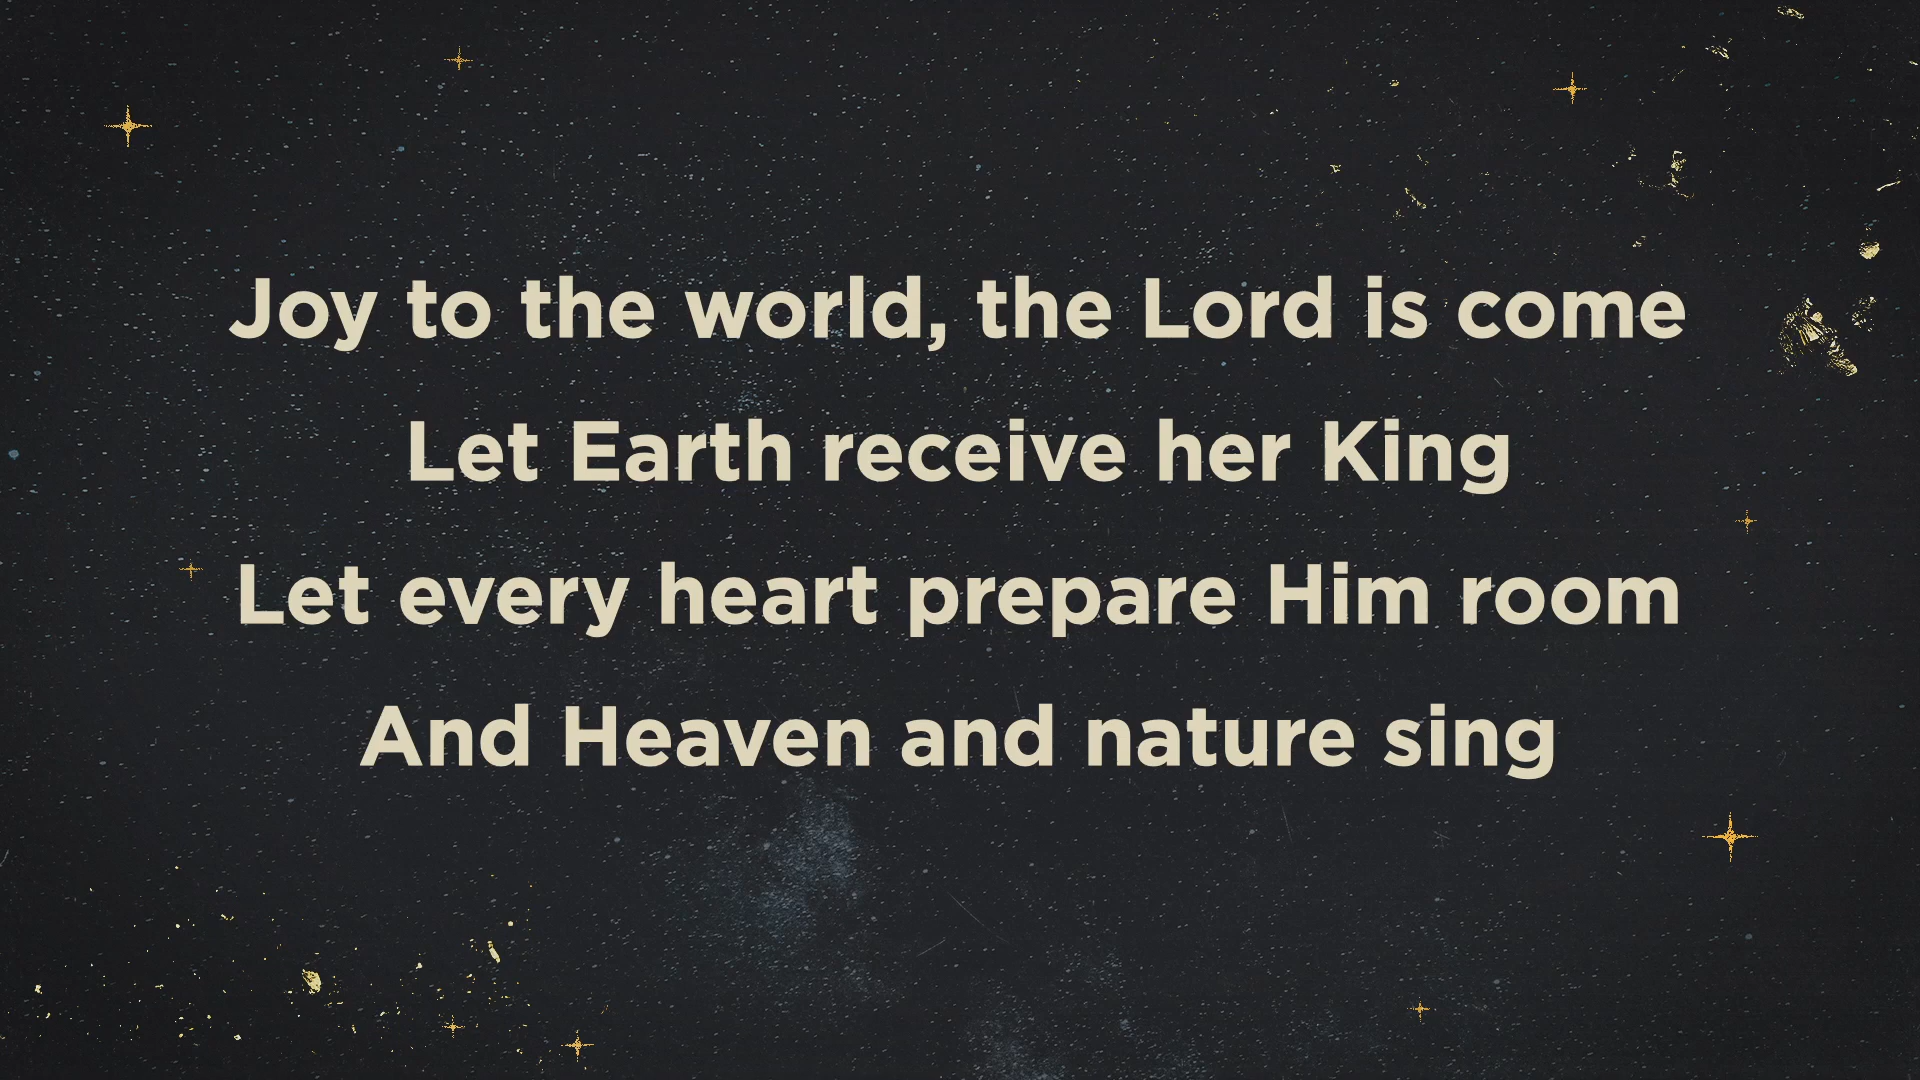 Joy to the world, the Lord is come
Let Earth receive her King
Let every heart prepare Him room
And Heaven and nature sing